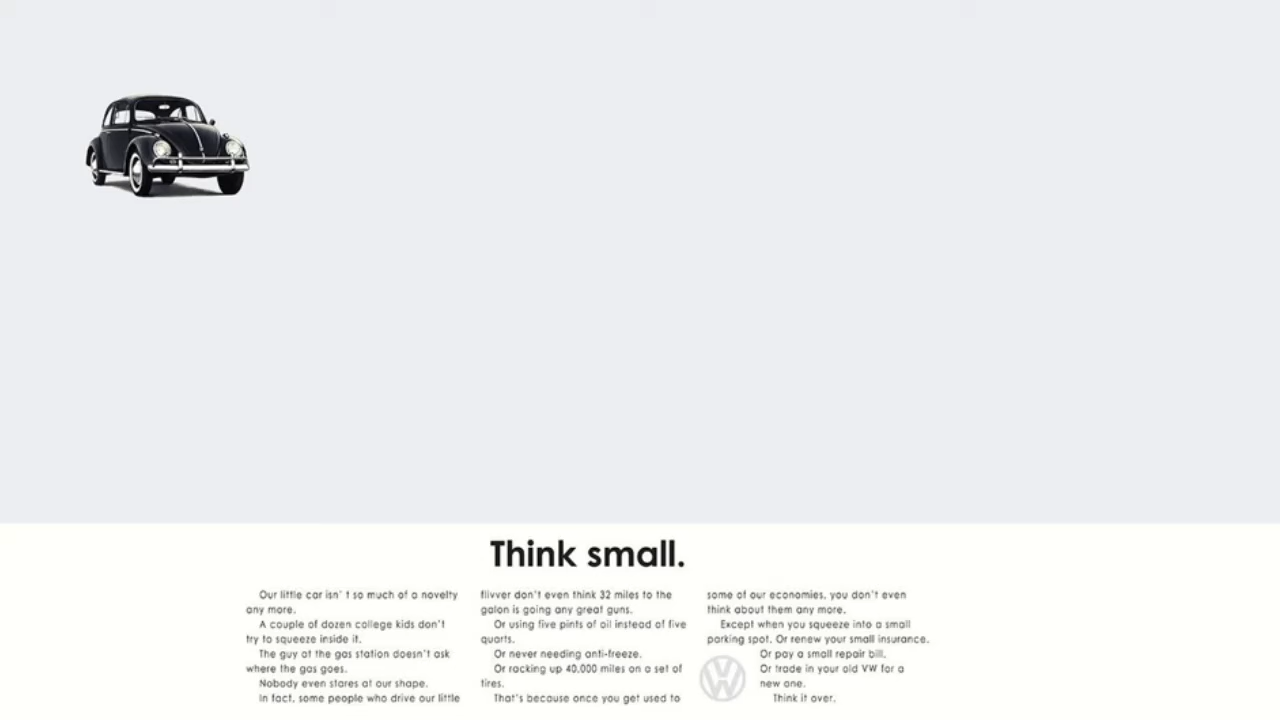 Think small.
Our little car isn' t so much of a novelty
any more.
A couple of dozen college kids don't
try to squeeze inside it.
The guy at the gas station doesn't ask
where the gas goes.
Nobody even stares at our shape.
In fact, some people who drive our little
flivver don't even think 32 miles to the
galon is going any great guns.
Or using five pints of oil instead of five
quarts.
Or never needing anti-freeze.
Or racking up 40,000 miles on a set of
tires.
That's because once you get used to
some of our economies, you don't even
think about them any more.
Except when you squeeze into a small
parking spot. Or renew your small insurance.
Or pay a small repair bill.
Or trade in your old VW for a
new one.
Think it over.
VW